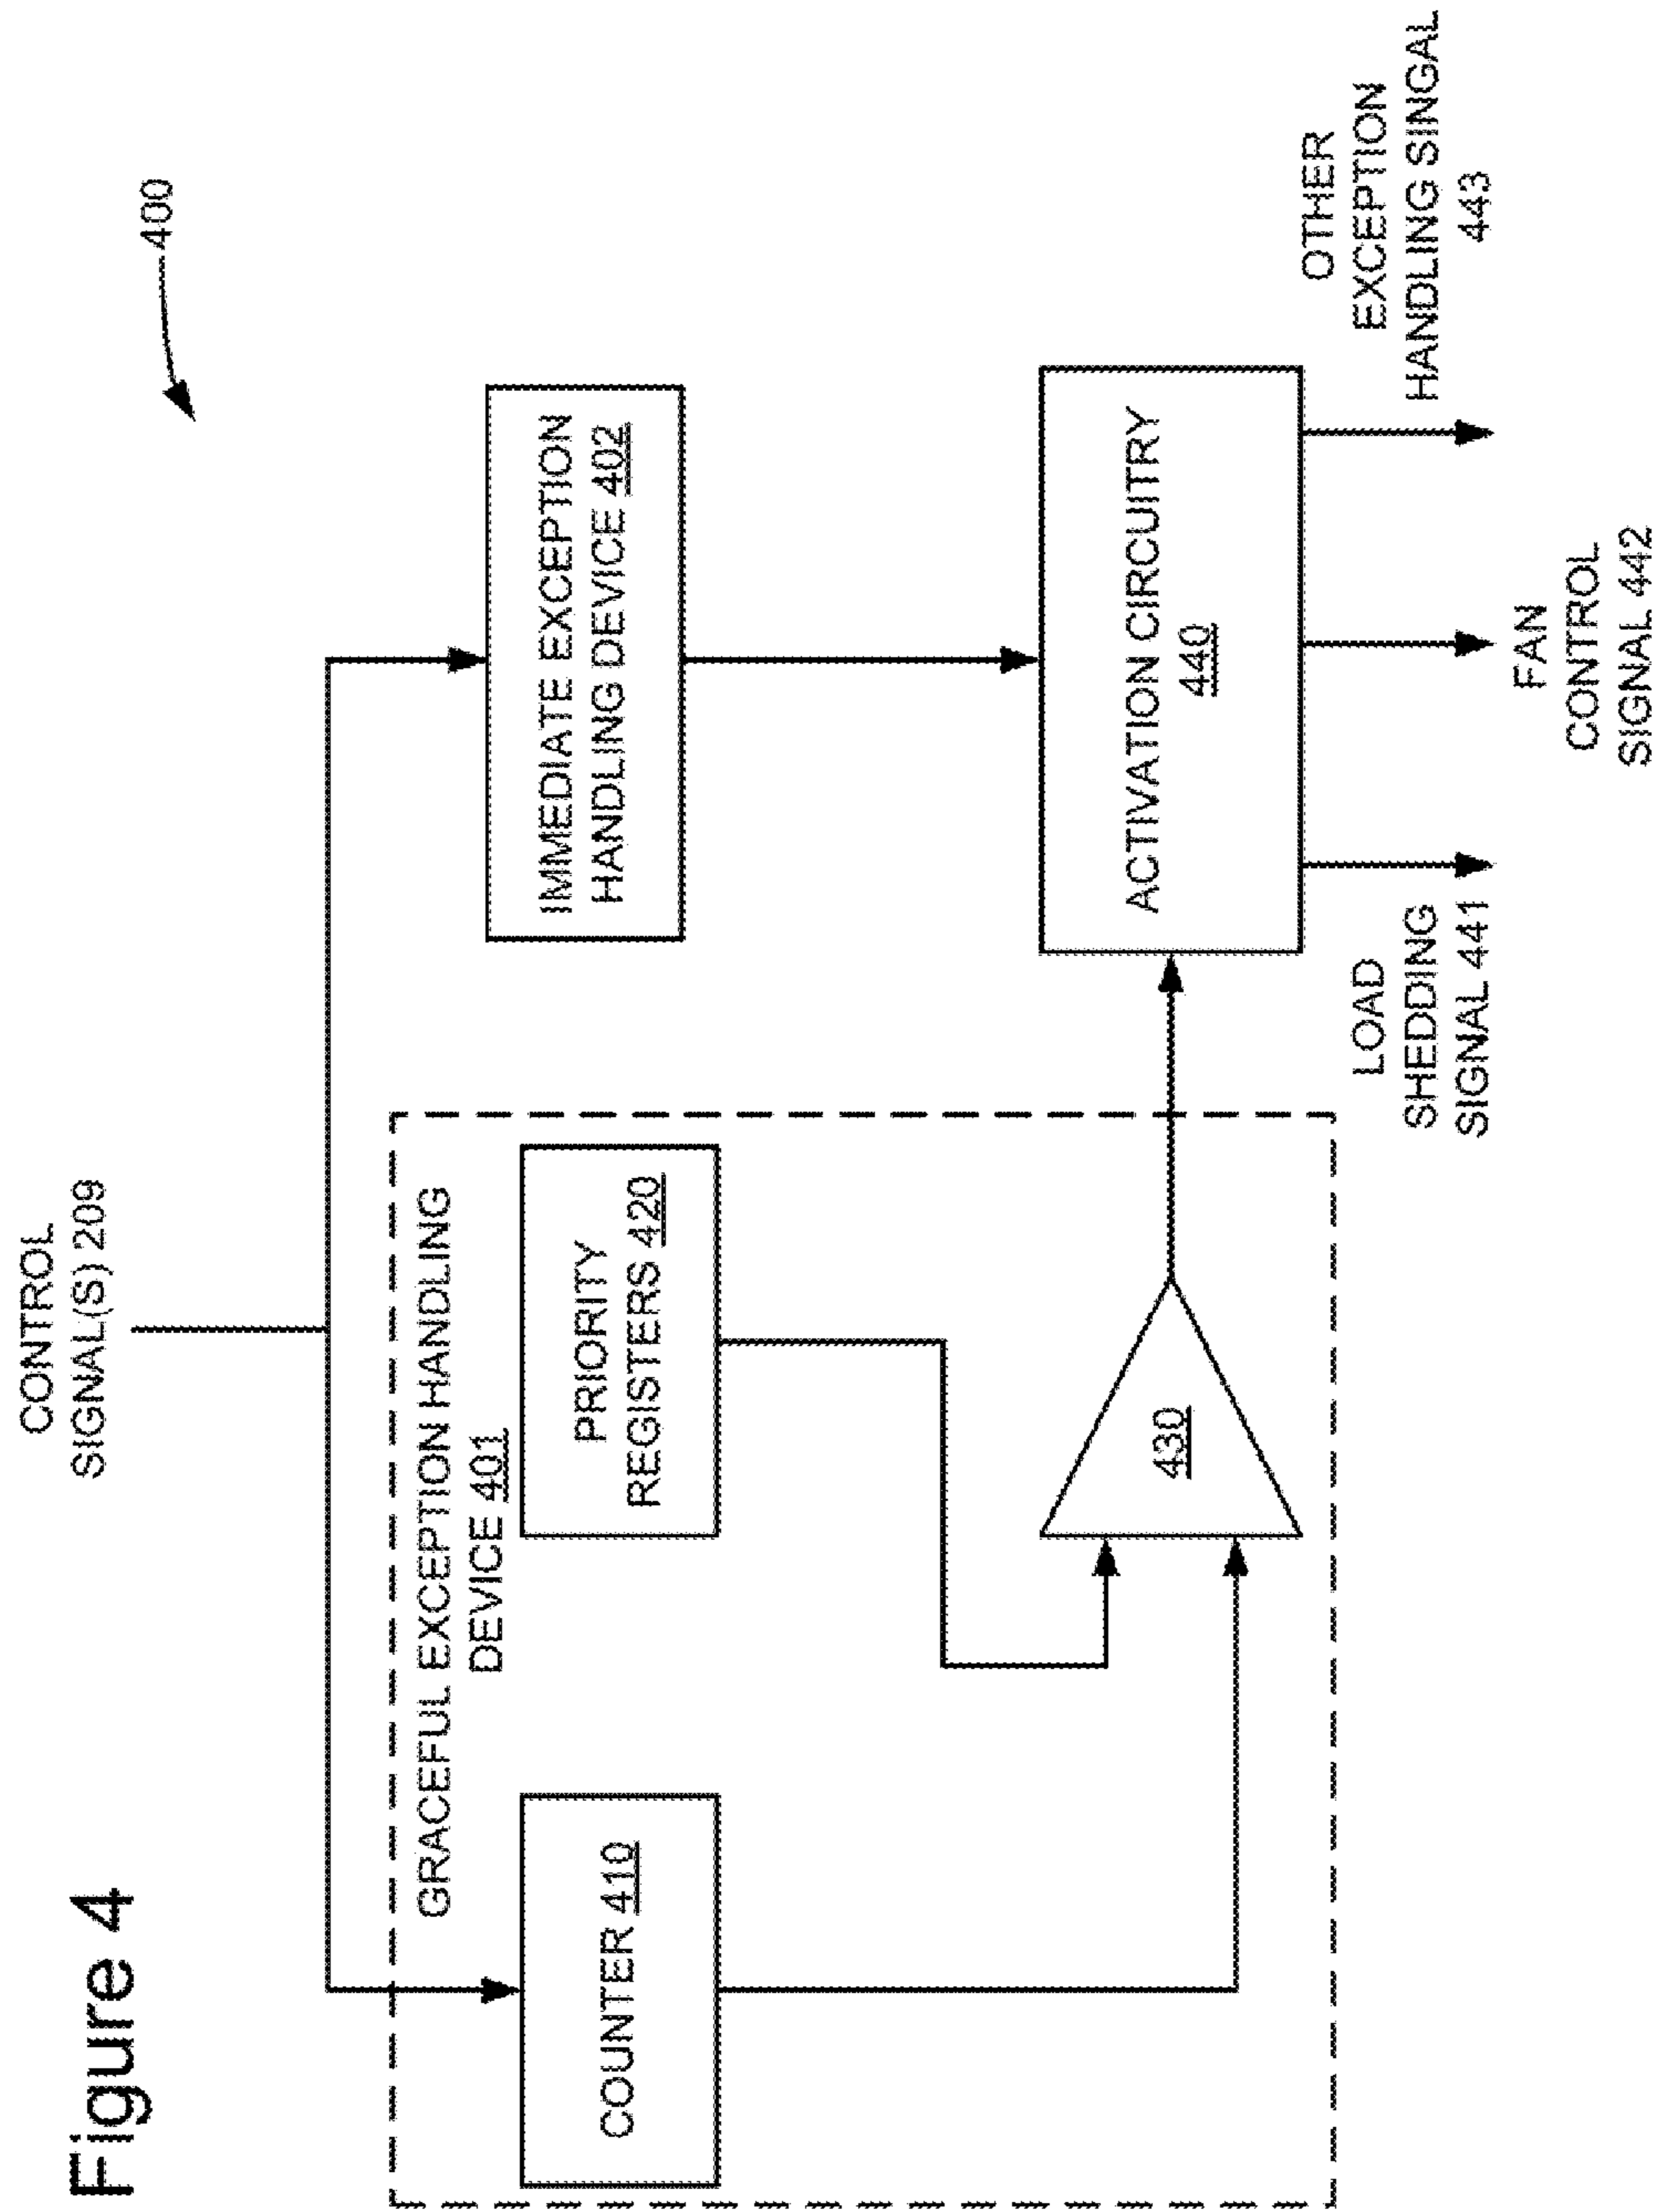 Figure 4
CONTROL
SIGNAL(S) 209
400
GRACEFUL EXCEPTION HANDLING
DEVICE 401
COUNTER 410
PRIORITY
REGISTERS 420
430
IMMEDIATE EXCEPTION
HANDLING DEVICE 402
ACTIVATION CIRCUITRY
440
LOAD
SHEDDING
SIGNAL 441
FAN
CONTROL
SIGNAL 442
OTHER
EXCEPTION
HANDLING SINGAL
443